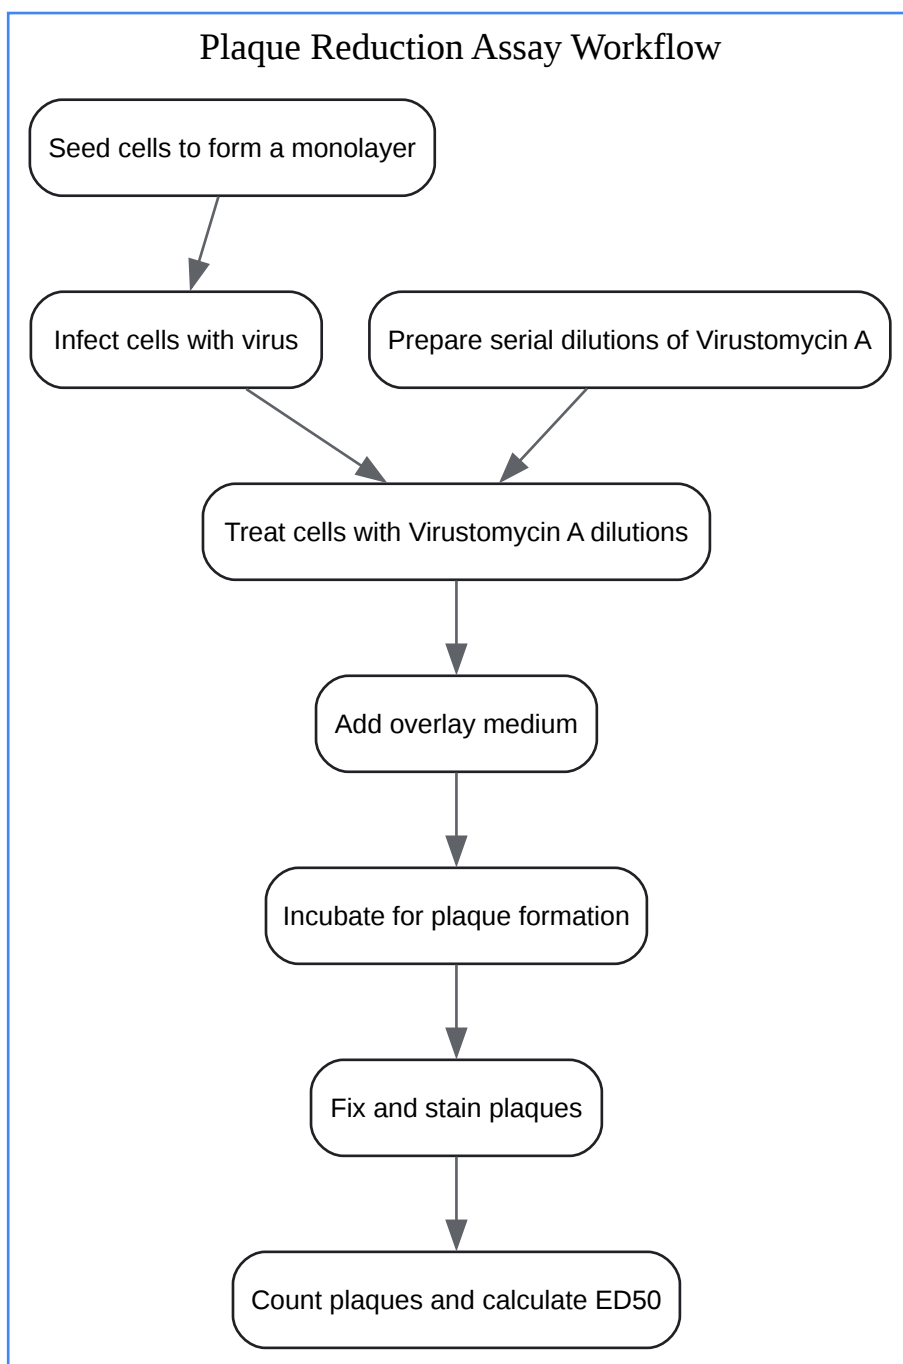 Plaque Reduction Assay Workflow
Seed cells to form a monolayer
Infect cells with virus
Prepare serial dilutions of Virustomycin A
Treat cells with Virustomycin A dilutions
Add overlay medium
Incubate for plaque formation
Fix and stain plaques
Count plaques and calculate ED50